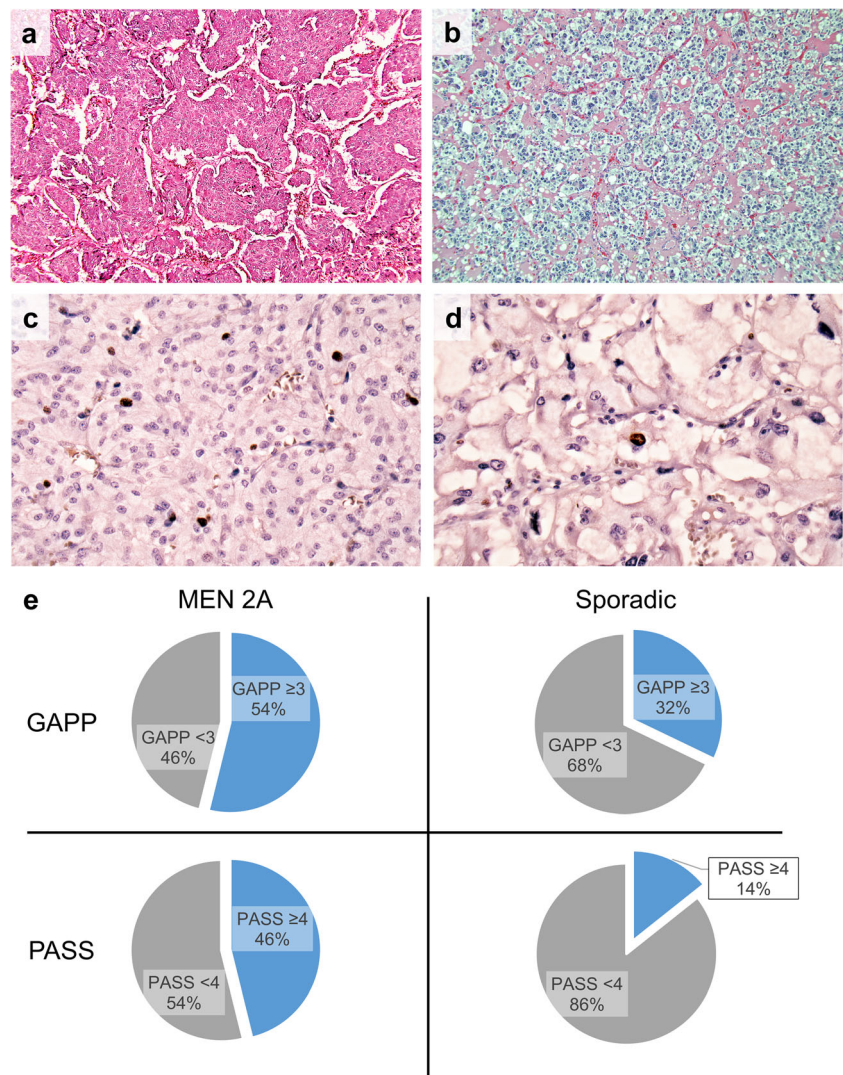 a
b
c
d
e
MEN 2A
Sporadic
GAPP
GAPP ≥3
54%
GAPP <3
46%
GAPP ≥3
32%
GAPP <3
68%
PASS
PASS ≥4
46%
PASS <4
54%
PASS ≥4
14%
PASS <4
86%